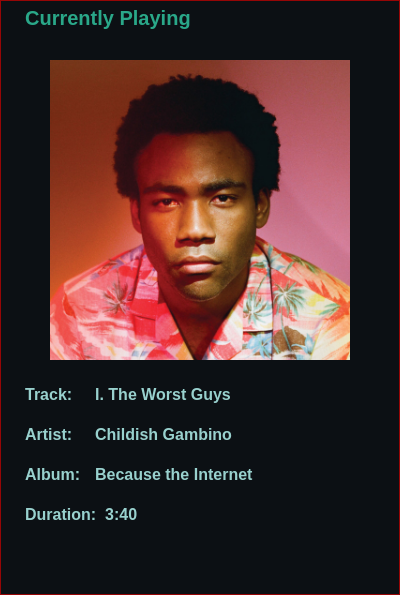 Currently Playing
Track: I. The Worst Guys
Artist: Childish Gambino
Album: Because the Internet
Duration: 3:40